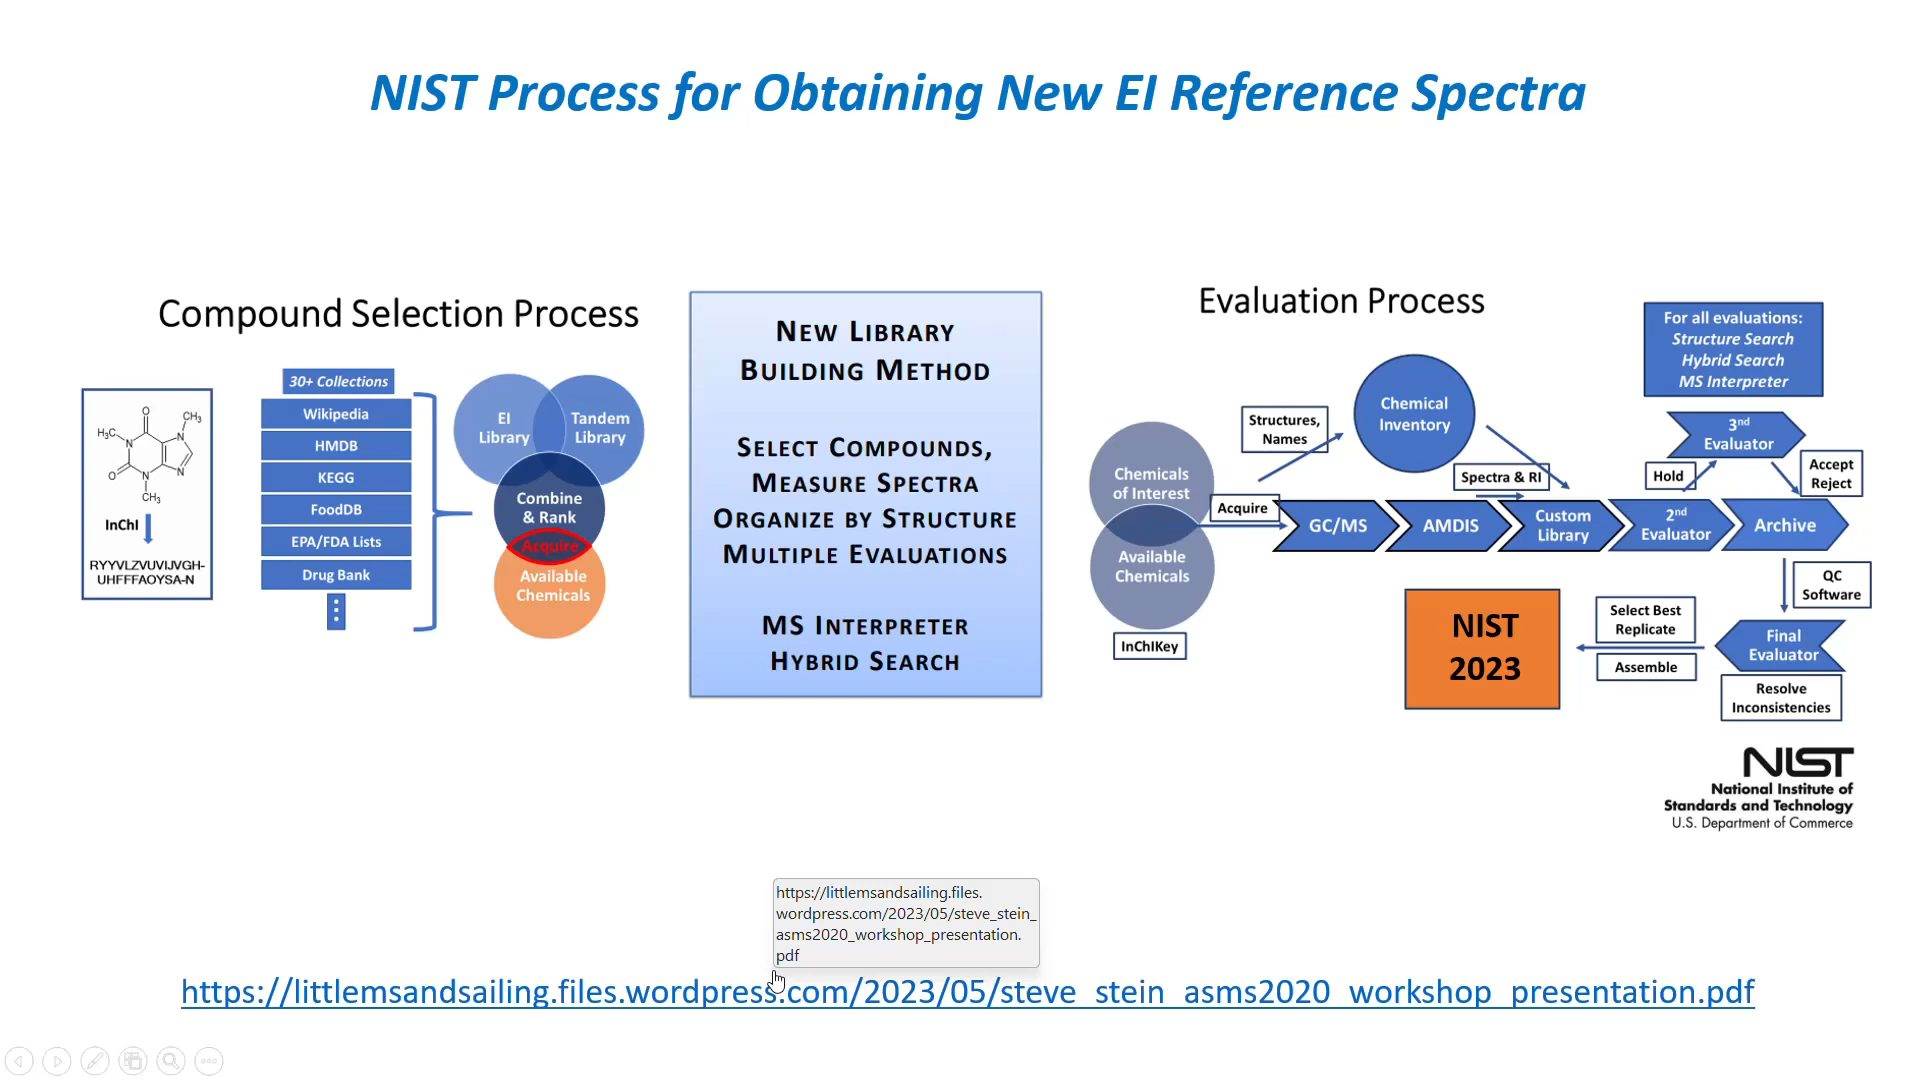 NIST Process for Obtaining New EI Reference Spectra
Compound Selection Process
O
CH₃
H₃C
N
N
O
N
N
CH₃
InChI
RYYVLZVUVIJVGH-
UHFFFAOYSA-N
30+ Collections
Wikipedia
HMDB
KEGG
FoodDB
EPA/FDA Lists
Drug Bank
EI
Library
Tandem
Library
Combine
& Rank
Acquire
Available
Chemicals
NEW LIBRARY
BUILDING METHOD
SELECT COMPOUNDS,
MEASURE SPECTRA
ORGANIZE BY STRUCTURE
MULTIPLE EVALUATIONS
MS INTERPRETER
HYBRID SEARCH
Evaluation Process
Chemicals
of Interest
Available
Chemicals
InChIKey
Acquire
Structures,
Names
Chemical
Inventory
Spectra & RI
GC/MS
AMDIS
Custom
Library
2nd
Evaluator
Hold
3rd
Evaluator
For all evaluations:
Structure Search
Hybrid Search
MS Interpreter
Accept
Reject
Archive
QC
Software
Final
Evaluator
Resolve
Inconsistencies
Select Best
Replicate
Assemble
NIST
2023
NIST
National Institute of
Standards and Technology
U.S. Department of Commerce
https://littlemsandsailing.files.
wordpress.com/2023/05/steve_stein_
asms2020_workshop_presentation.
pdf
https://littlemsandsailing.files.wordpress.com/2023/05/steve_stein_asms2020_workshop_presentation.pdf